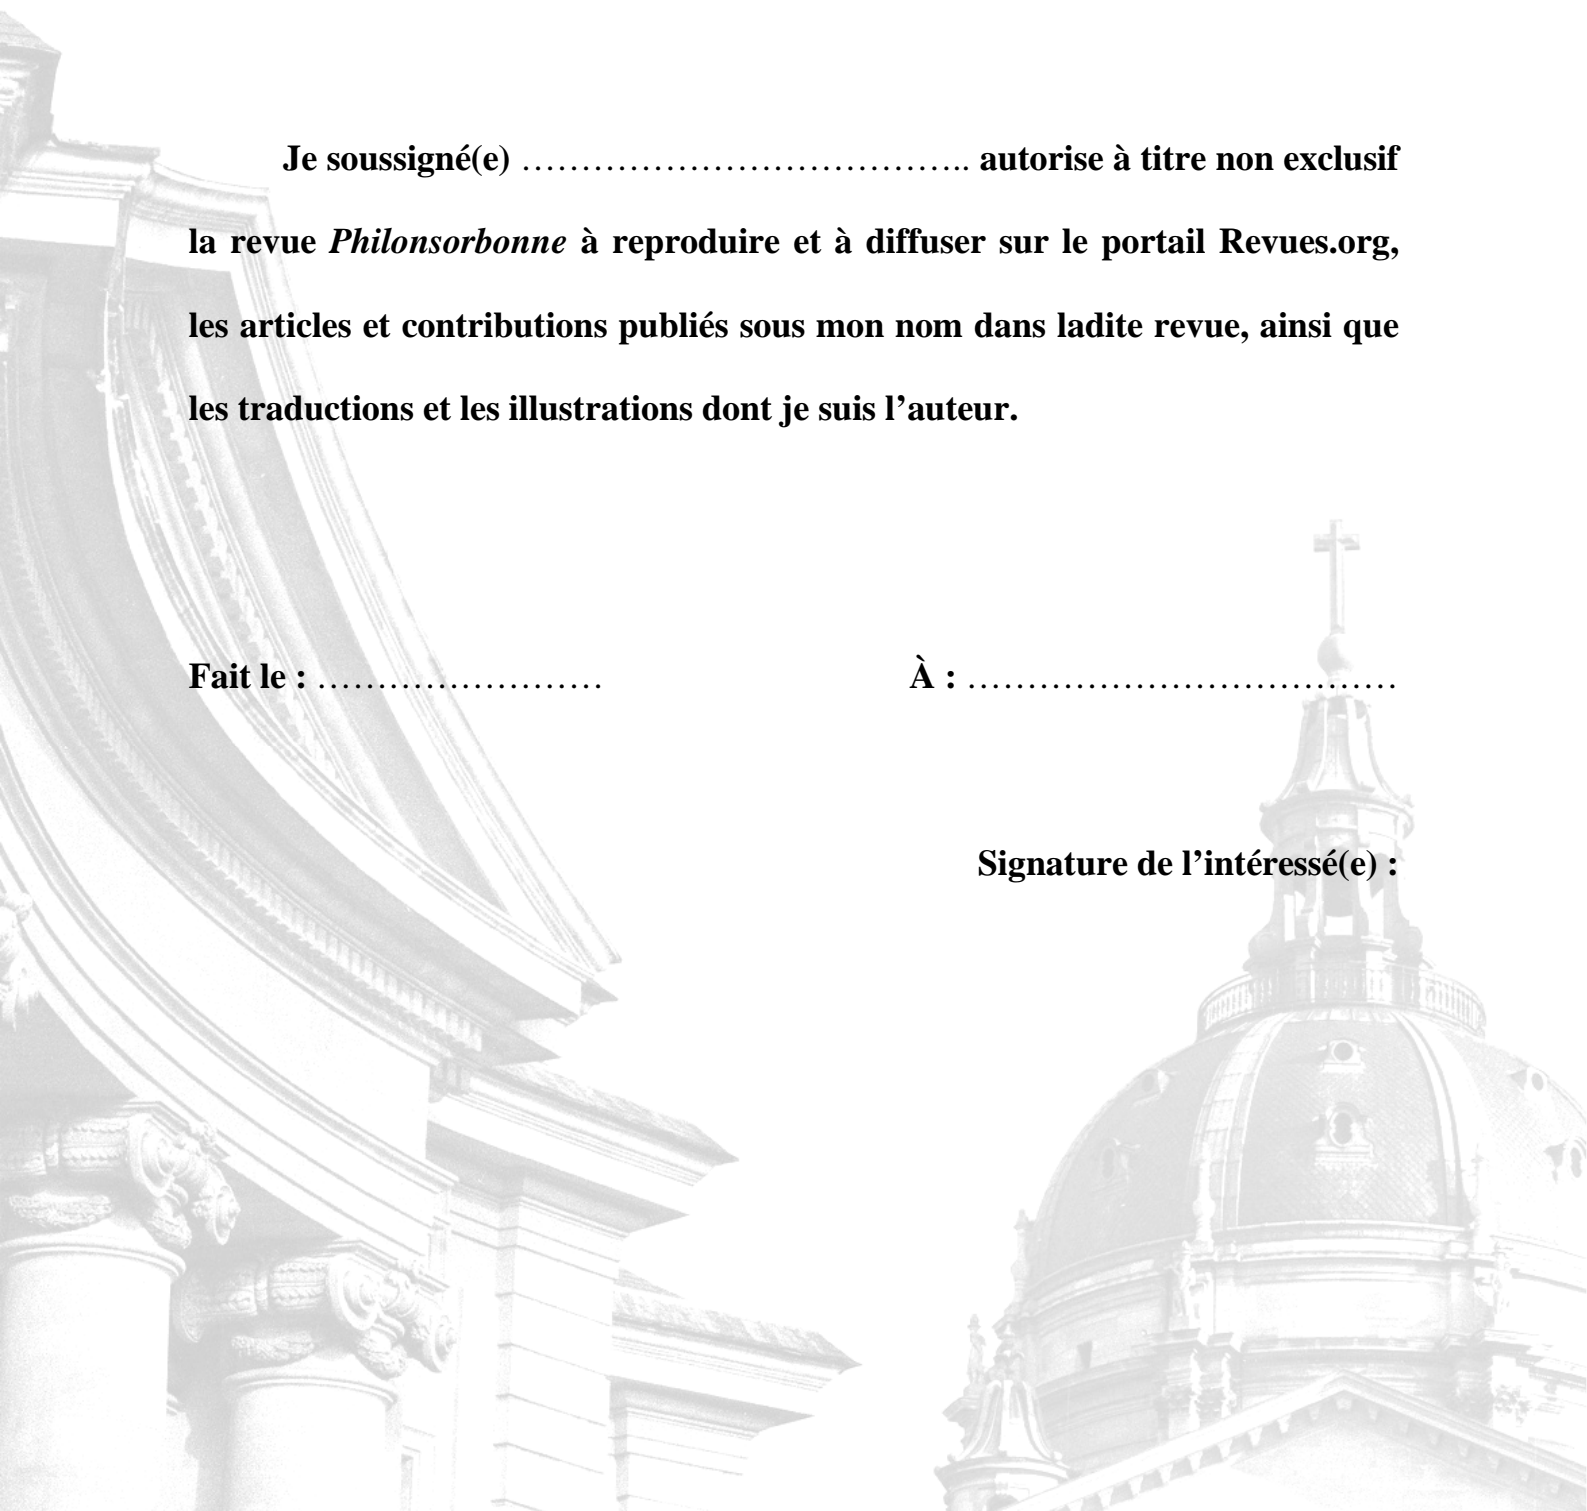 Je soussigné(e) ………………………………….. autorise à titre non exclusif
la revue Philonsorbonne à reproduire et à diffuser sur le portail Revues.org,
les articles et contributions publiés sous mon nom dans ladite revue, ainsi que
les traductions et les illustrations dont je suis l’auteur.
Fait le : …………………… À : ………………………………
Signature de l’intéressé(e) :